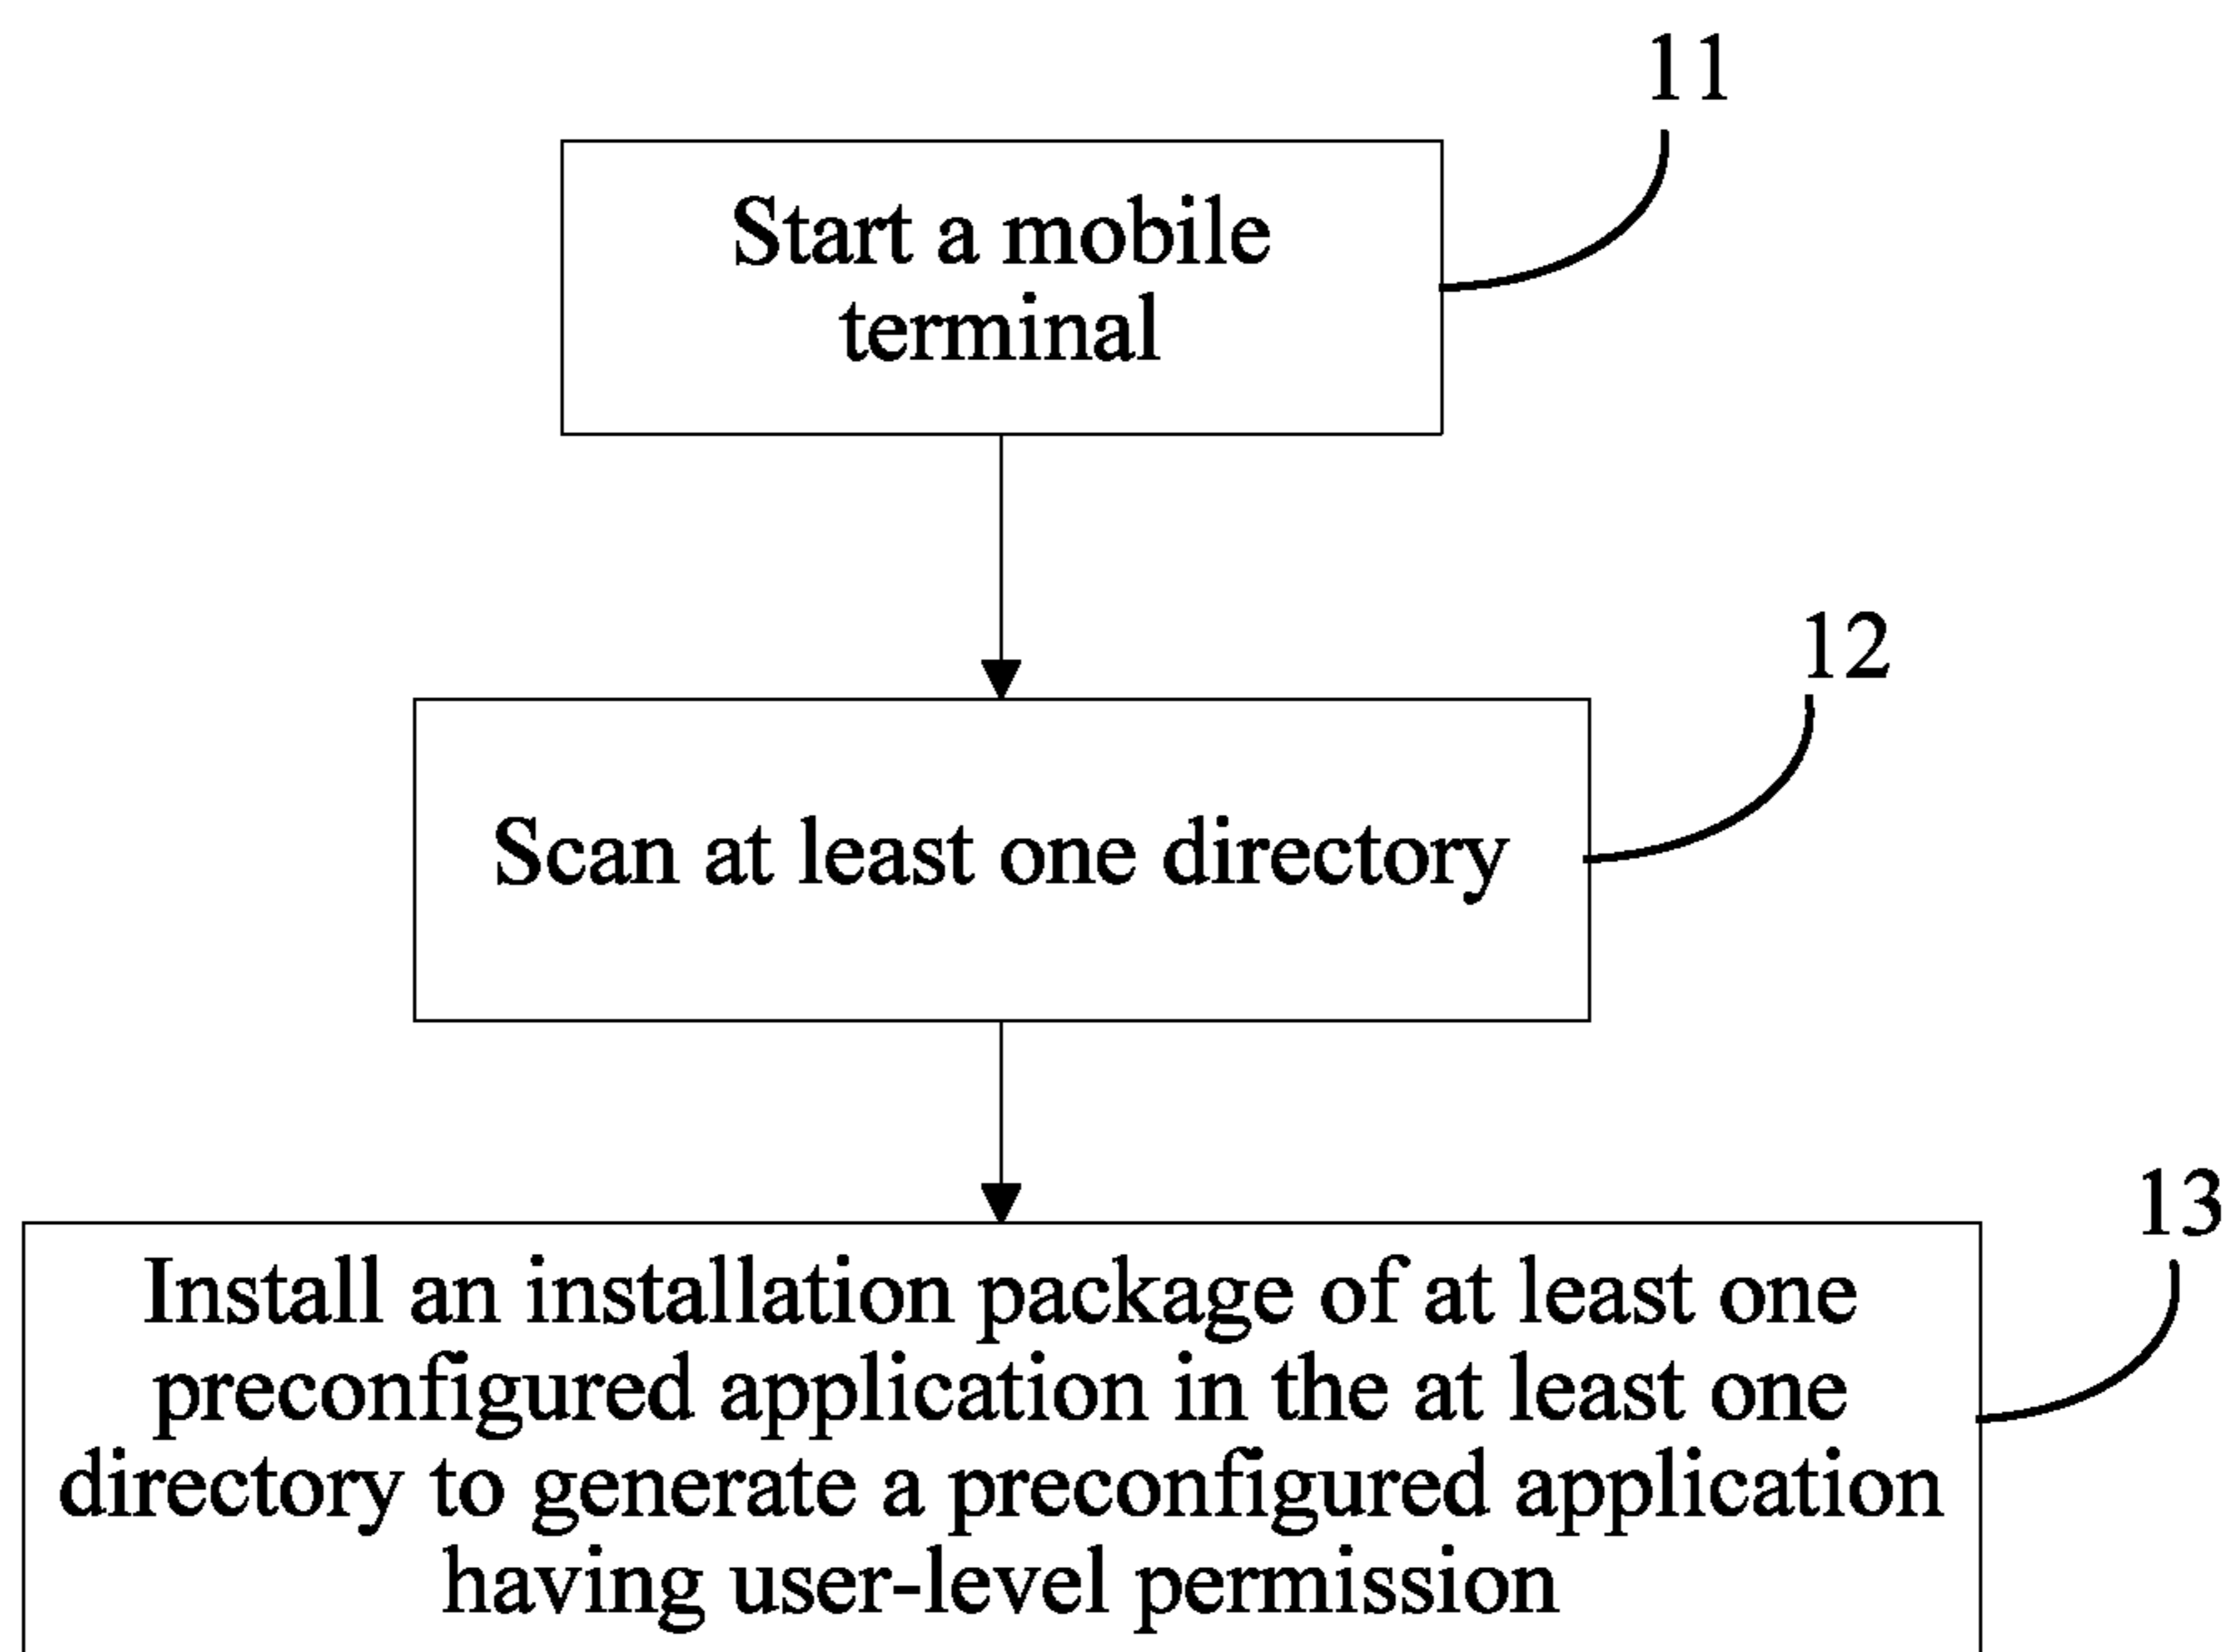 11
Start a mobile
terminal
12
Scan at least one directory
13
Install an installation package of at least one
preconfigured application in the at least one
directory to generate a preconfigured application
having user-level permission